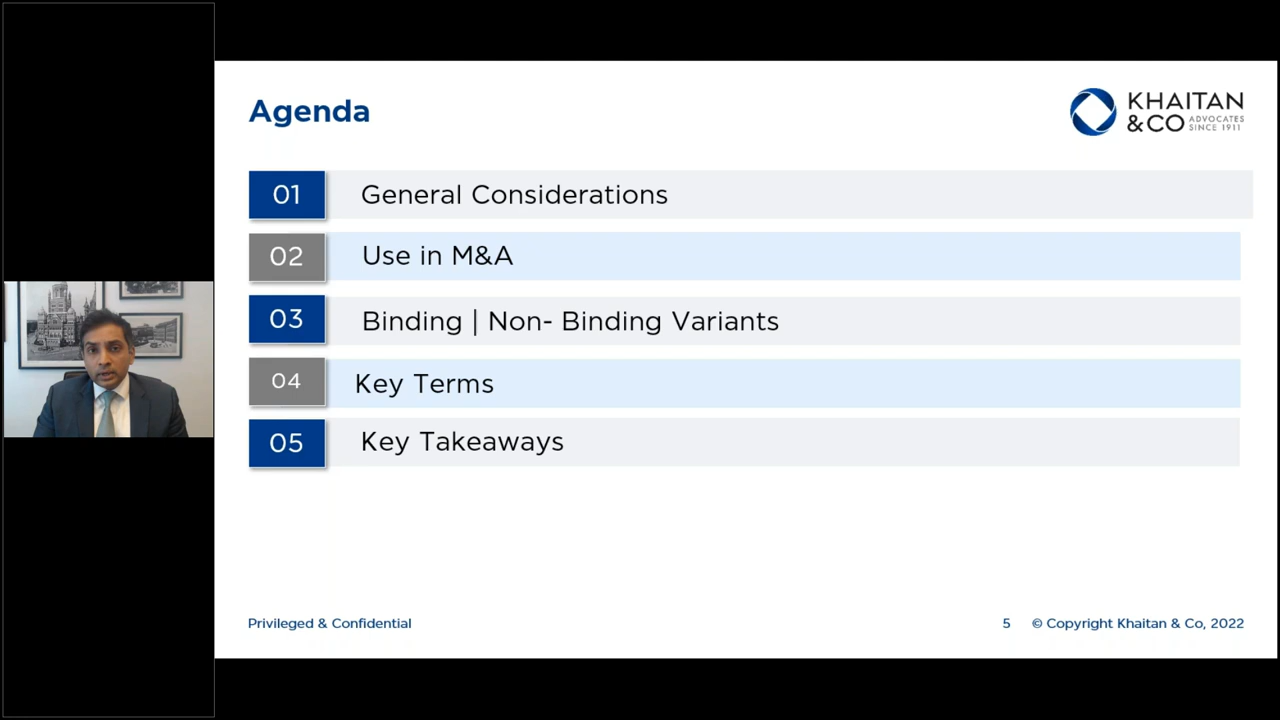 Agenda
KHAITAN
&CO ADVOCATES
SINCE 1911
01 General Considerations
02 Use in M&A
03 Binding | Non- Binding Variants
04 Key Terms
05 Key Takeaways
Privileged & Confidential 5 © Copyright Khaitan & Co, 2022